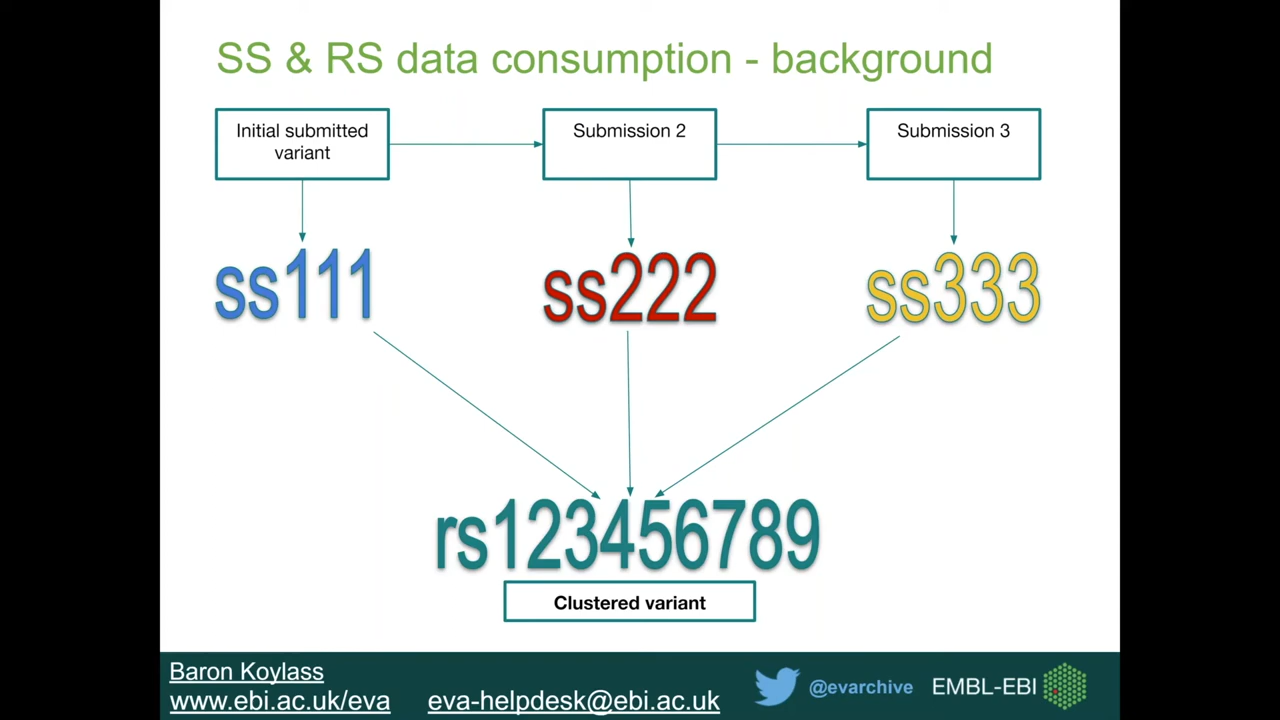 SS & RS data consumption - background
Initial submitted
variant
Submission 2
Submission 3
ss111
ss222
ss333
rs123456789
Clustered variant
Baron Koylass
www.ebi.ac.uk/eva
eva-helpdesk@ebi.ac.uk
@evarchive
EMBL-EBI